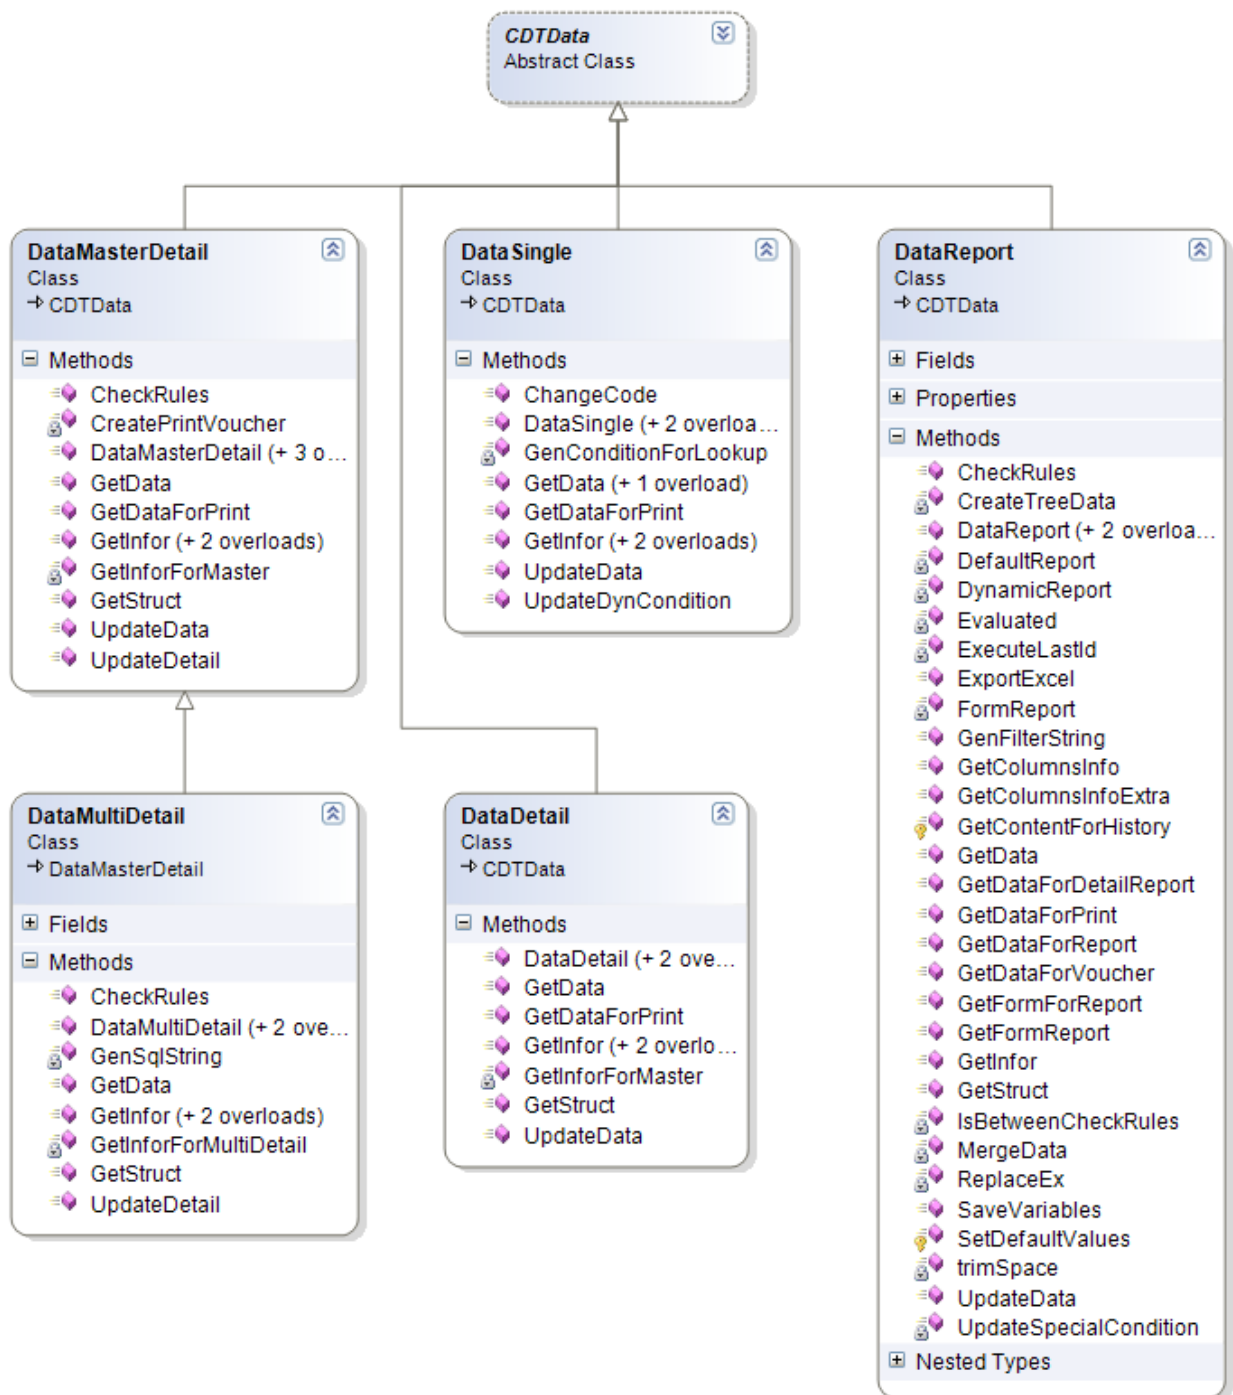 CDTData
Abstract Class
DataMasterDetail
Class
CDTData
Methods
CheckRules
CreatePrintVoucher
DataMasterDetail (+ 3 o...
GetData
GetDataForPrint
GetInfor (+ 2 overloads)
GetInforForMaster
GetStruct
UpdateData
UpdateDetail
DataSingle
Class
CDTData
Methods
ChangeCode
DataSingle (+ 2 overloa...
GenConditionForLookup
GetData (+ 1 overload)
GetDataForPrint
GetInfor (+ 2 overloads)
UpdateData
UpdateDynCondition
DataReport
Class
CDTData
Fields
Properties
Methods
CheckRules
CreateTreeData
DataReport (+ 2 overloa...
DefaultReport
DynamicReport
Evaluated
ExecuteLastId
ExportExcel
FormReport
GenFilterString
GetColumnsInfo
GetColumnsInfoExtra
GetContentForHistory
GetData
GetDataForDetailReport
GetDataForPrint
GetDataForReport
GetDataForVoucher
GetFormForReport
GetFormReport
GetInfor
GetStruct
IsBetweenCheckRules
MergeData
ReplaceEx
SaveVariables
SetDefaultValues
trimSpace
UpdateData
UpdateSpecialCondition
Nested Types
DataMultiDetail
Class
DataMasterDetail
Fields
Methods
CheckRules
DataMultiDetail (+ 2 ove...
GenSqlString
GetData
GetInfor (+ 2 overloads)
GetInforForMultiDetail
GetStruct
UpdateDetail
DataDetail
Class
CDTData
Methods
DataDetail (+ 2 ove...
GetData
GetDataForPrint
GetInfor (+ 2 overlo...
GetInforForMaster
GetStruct
UpdateData